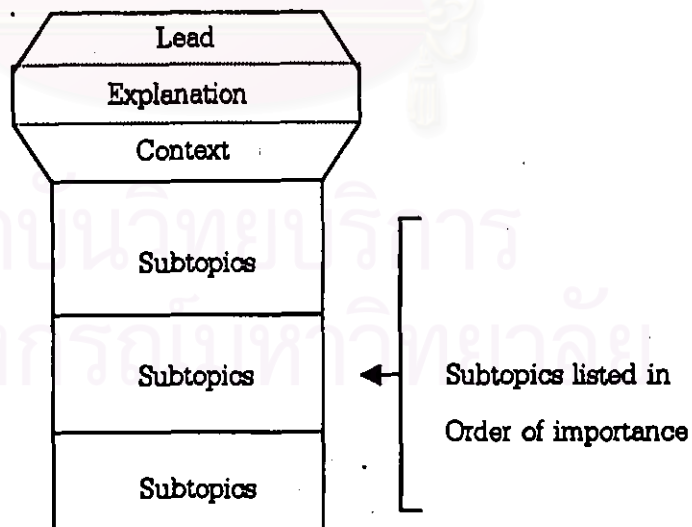 Lead
Explanation
Context
Subtopics
Subtopics
Subtopics listed in
Order of importance
Subtopics